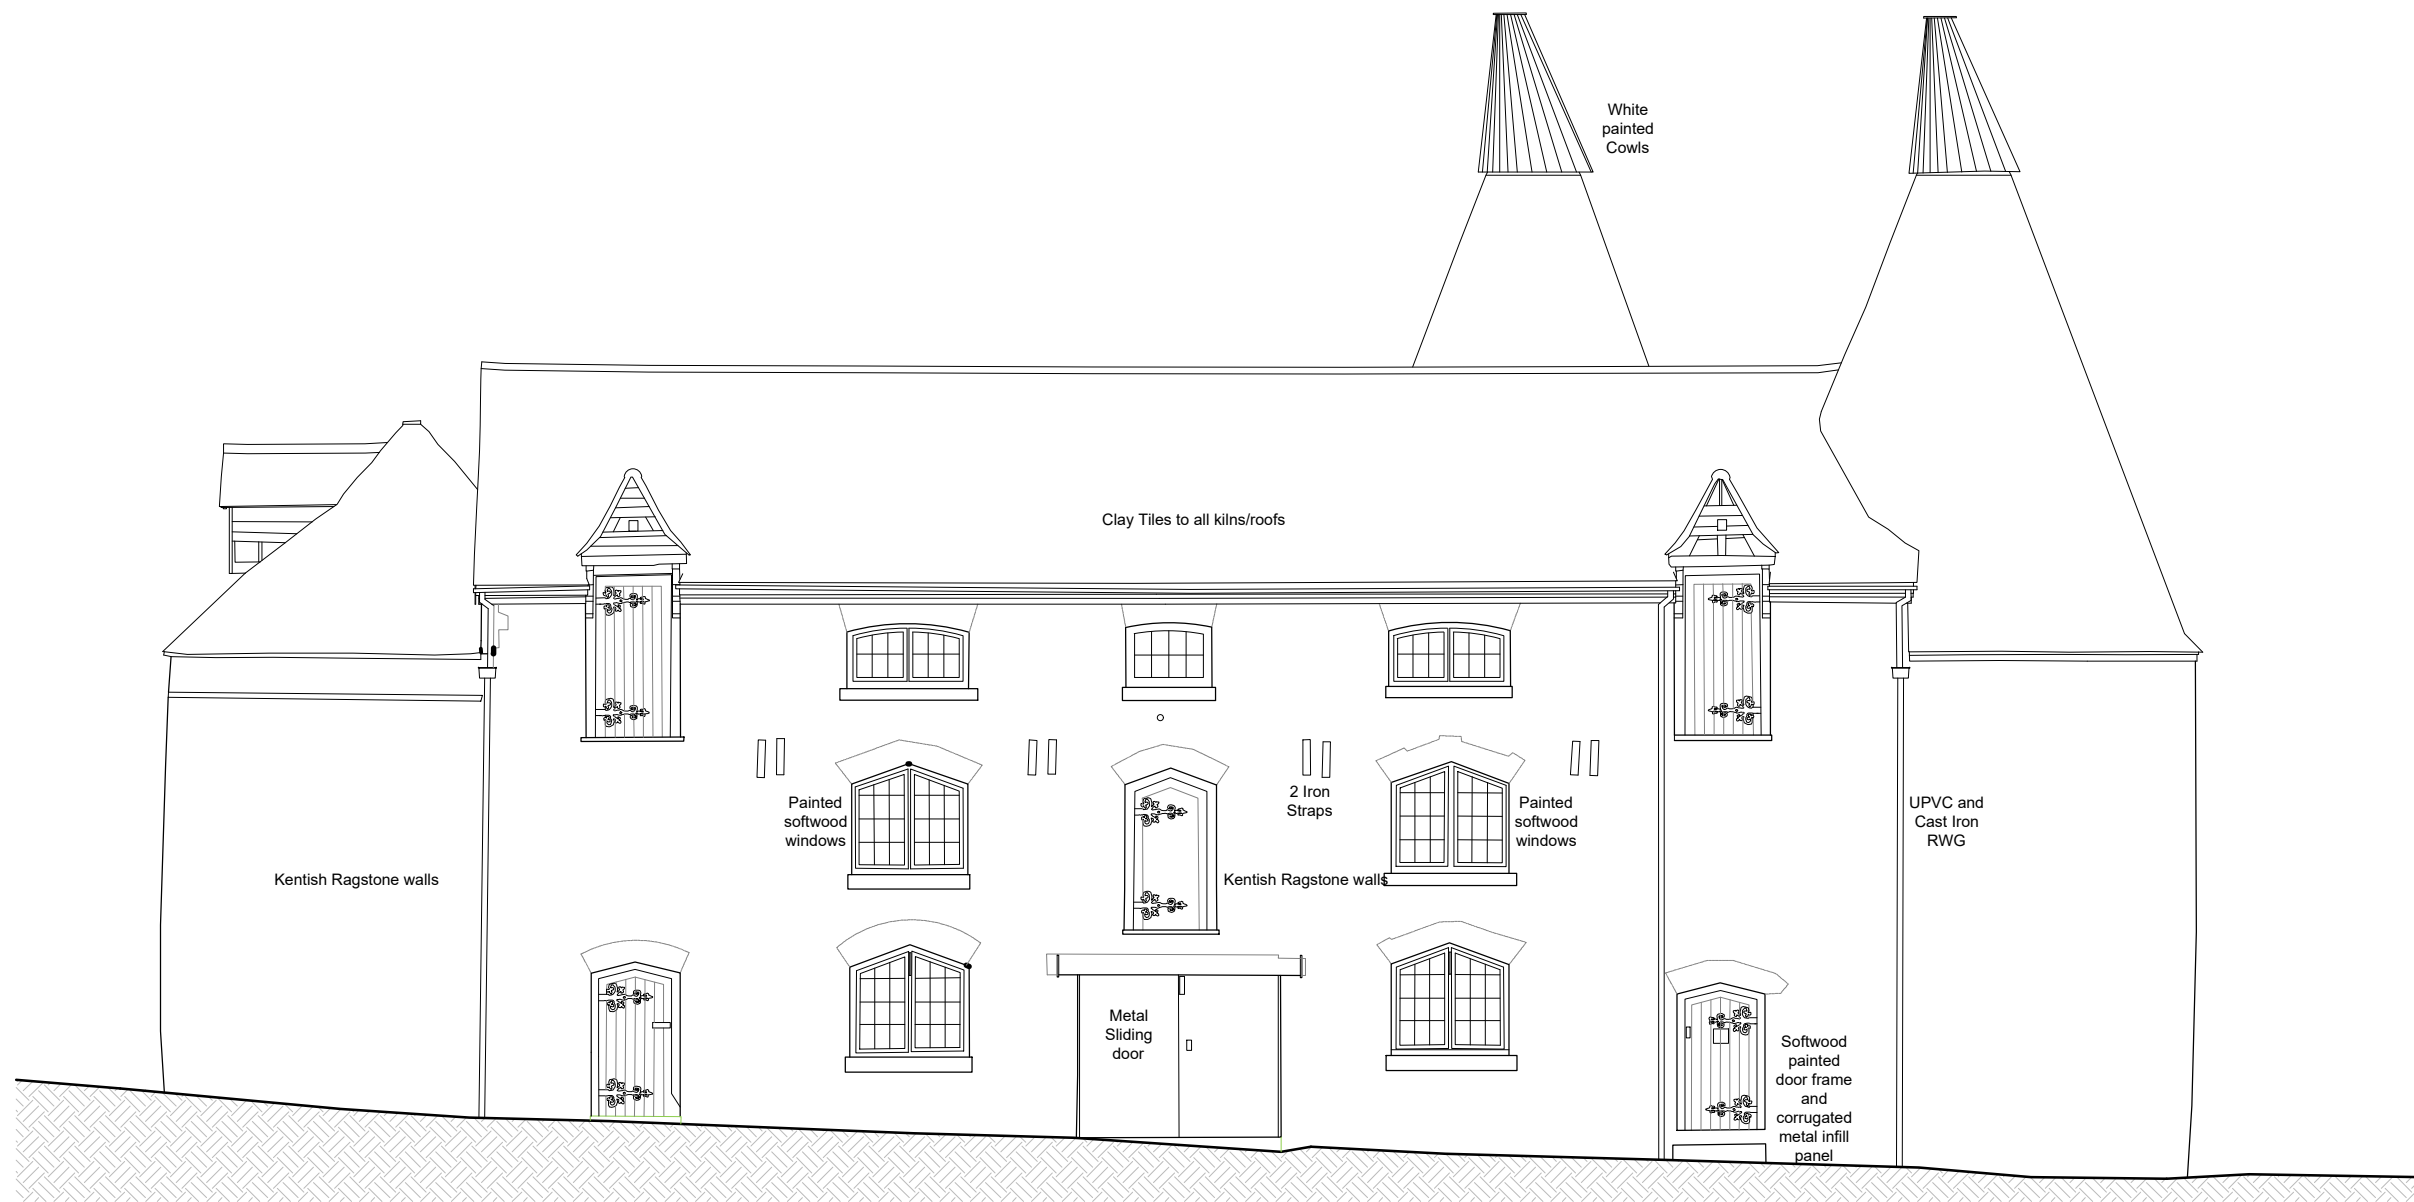 White
painted
Cowls
Clay Tiles to all kilns/roofs
Painted
softwood
windows
2 Iron
Straps
Painted
softwood
windows
UPVC and
Cast Iron
RWG
Kentish Ragstone walls
Kentish Ragstone walls
Metal
Sliding
door
Softwood
painted
door frame
and
corrugated
metal infill
panel